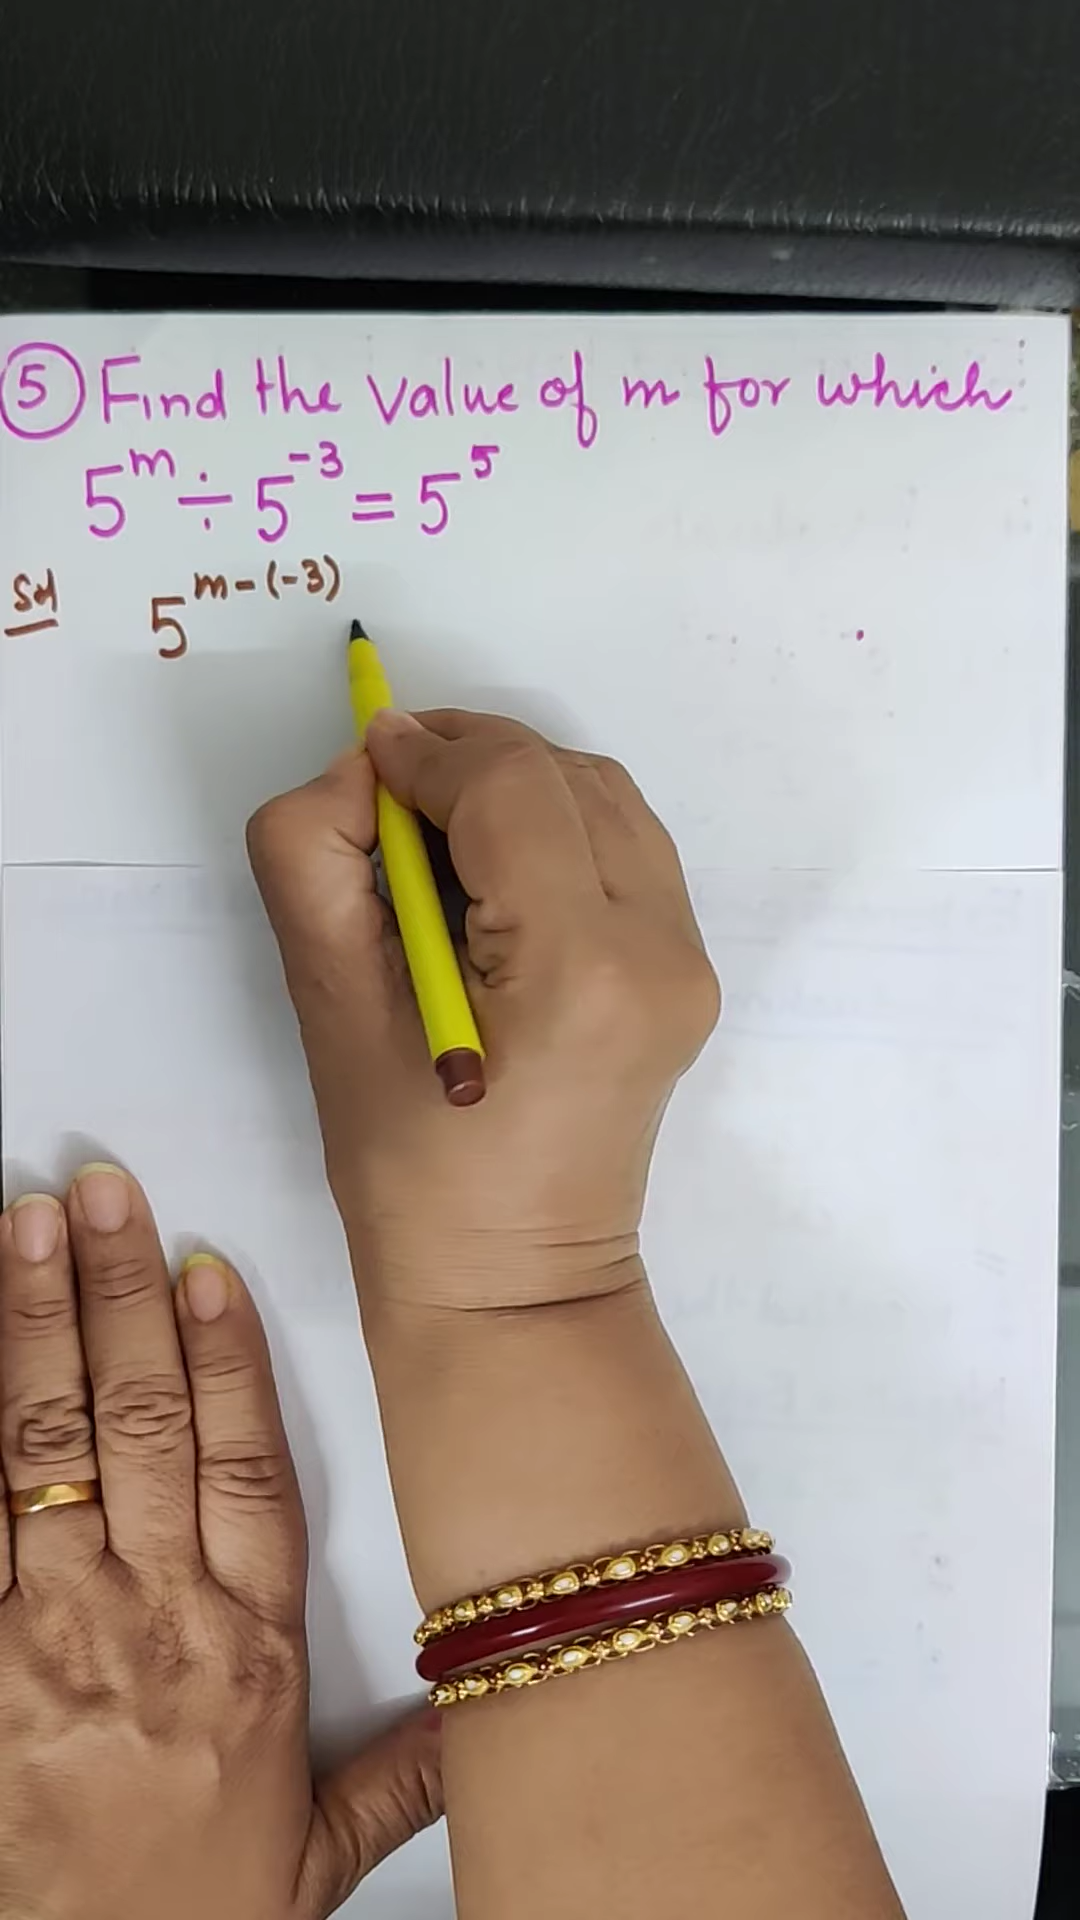 ⑤ Find the value of m for which
5^m ÷ 5^-3 = 5^5
Sol 5^m-(-3)